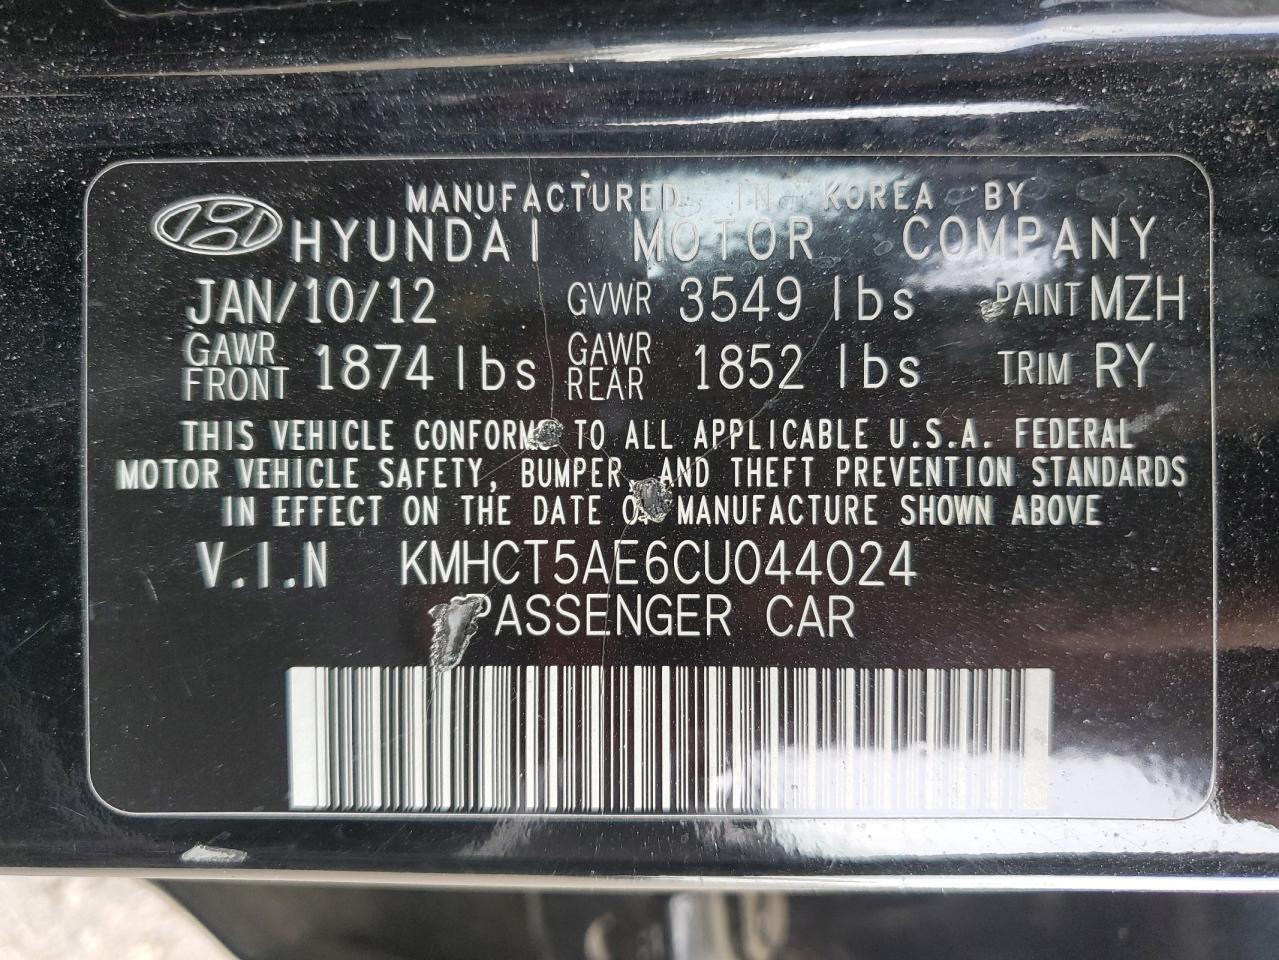 MANUFACTURED IN KOREA BY
HYUNDAI MOTOR COMPANY
JAN/10/12 GVWR 3549 lbs PAINT MZH
GAWR FRONT 1874 lbs GAWR REAR 1852 lbs TRIM RY
THIS VEHICLE CONFORMS TO ALL APPLICABLE U.S.A. FEDERAL
MOTOR VEHICLE SAFETY, BUMPER, AND THEFT PREVENTION STANDARDS
IN EFFECT ON THE DATE OF MANUFACTURE SHOWN ABOVE
V.I.N KMHCT5AE6CU044024
PASSENGER CAR